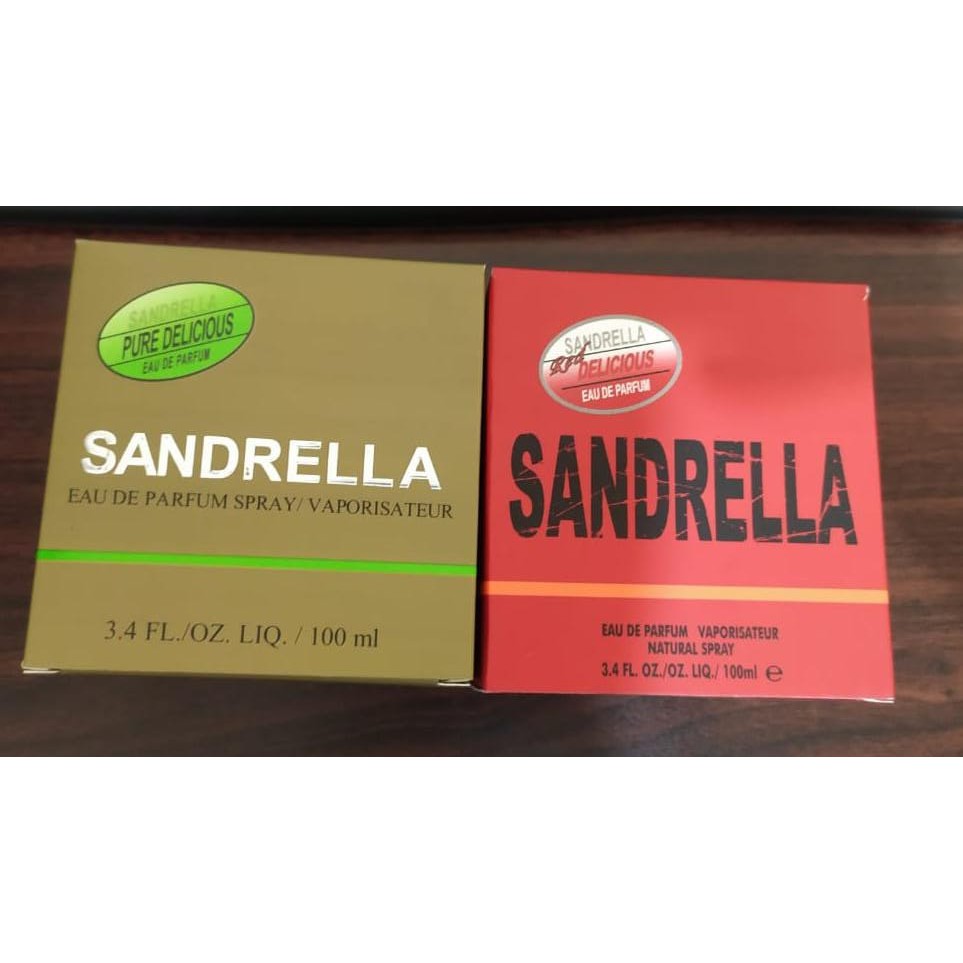 SANDRELLA
PURE DELICIOUS
EAU DE PARFUM
SANDRELLA
EAU DE PARFUM SPRAY/ VAPORISATEUR
3.4 FL./OZ. LIQ. / 100 ml
SANDRELLA
Red DELICIOUS
EAU DE PARFUM
SANDRELLA
EAU DE PARFUM VAPORISATEUR
NATURAL SPRAY
3.4 FL. OZ./OZ. LIQ./ 100ml ℮